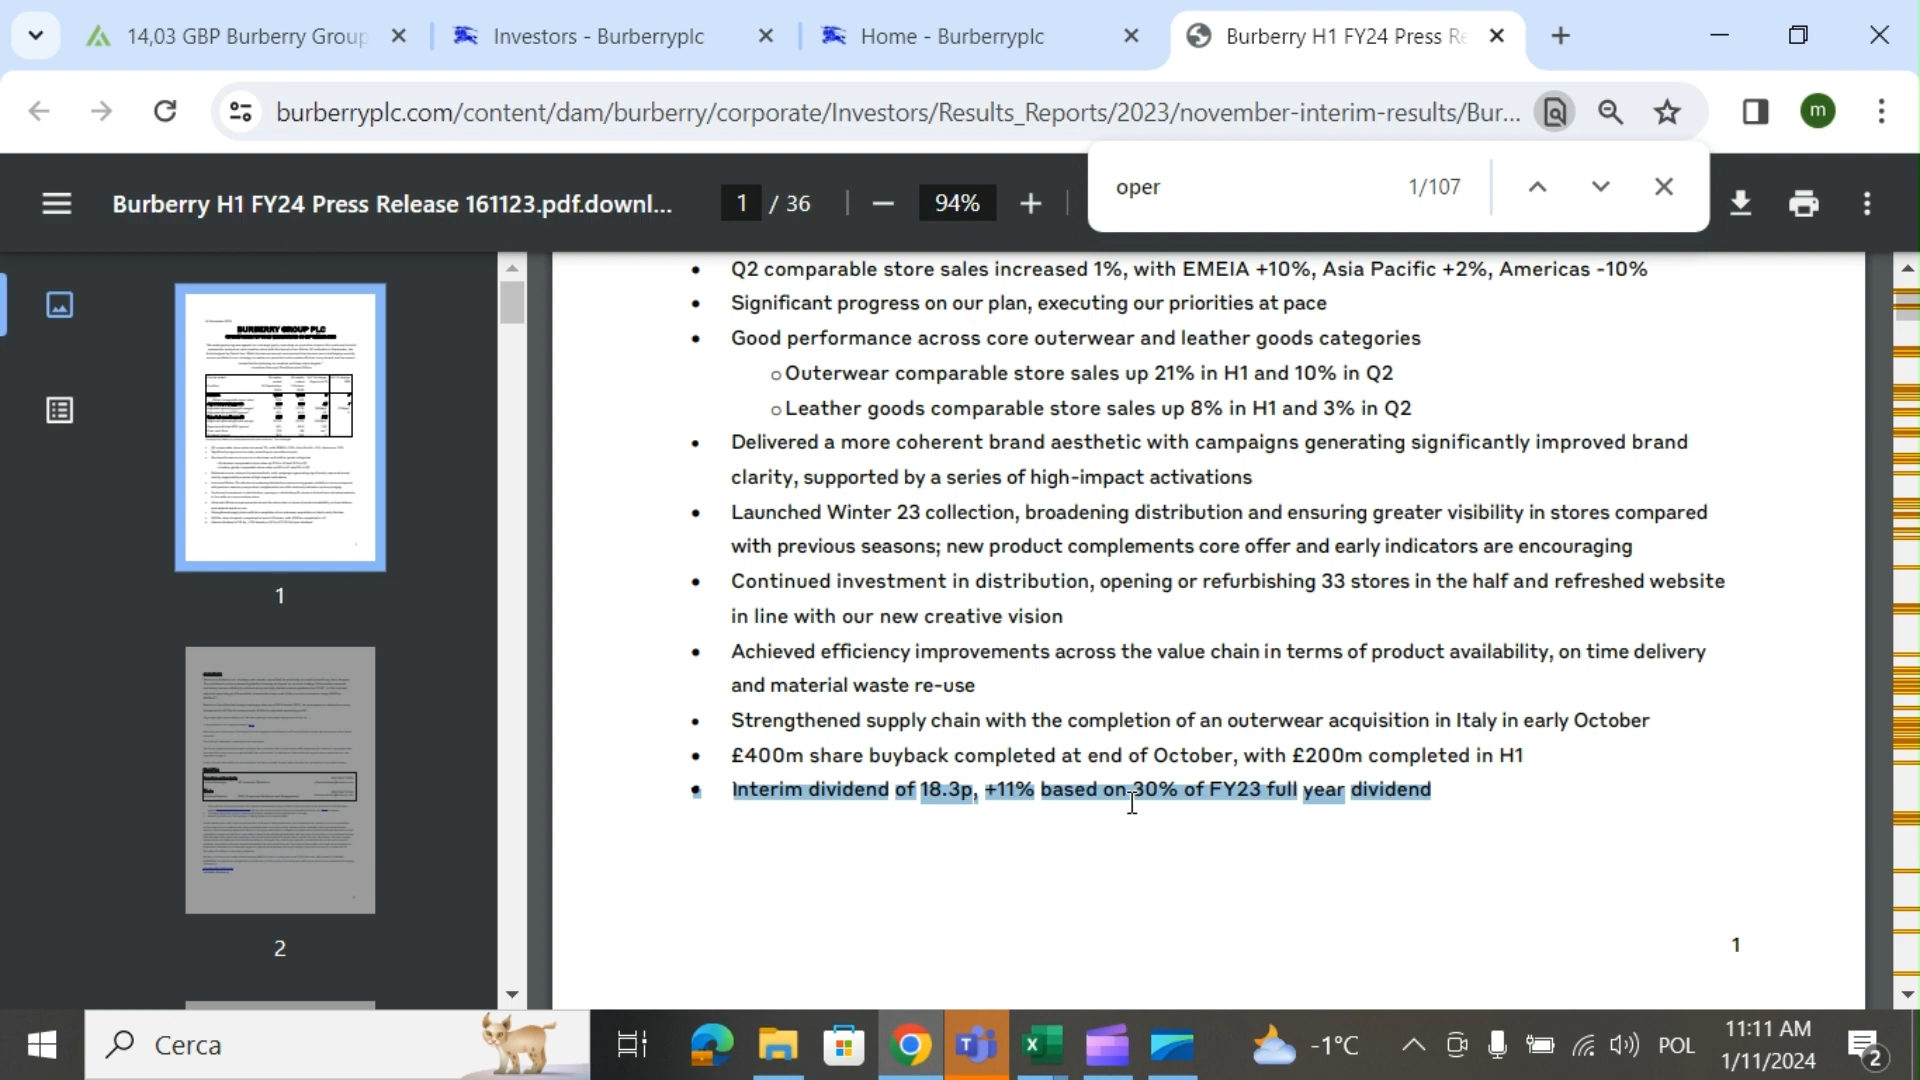 14,03 GBP Burberry Group
Investors - Burberryplc
Home - Burberryplc
Burberry H1 FY24 Press Re
burberryplc.com/content/dam/burberry/corporate/Investors/Results_Reports/2023/november-interim-results/Bur...
m
oper
1/107
Burberry H1 FY24 Press Release 161123.pdf.downl...
1 / 36
94%
• Q2 comparable store sales increased 1%, with EMEIA +10%, Asia Pacific +2%, Americas -10%
• Significant progress on our plan, executing our priorities at pace
• Good performance across core outerwear and leather goods categories
o Outerwear comparable store sales up 21% in H1 and 10% in Q2
o Leather goods comparable store sales up 8% in H1 and 3% in Q2
• Delivered a more coherent brand aesthetic with campaigns generating significantly improved brand
clarity, supported by a series of high-impact activations
• Launched Winter 23 collection, broadening distribution and ensuring greater visibility in stores compared
with previous seasons; new product complements core offer and early indicators are encouraging
• Continued investment in distribution, opening or refurbishing 33 stores in the half and refreshed website
in line with our new creative vision
• Achieved efficiency improvements across the value chain in terms of product availability, on time delivery
and material waste re-use
• Strengthened supply chain with the completion of an outerwear acquisition in Italy in early October
• £400m share buyback completed at end of October, with £200m completed in H1
• Interim dividend of 18.3p, +11% based on 30% of FY23 full year dividend
1
BURBERRY GROUP PLC
1
2
Cerca
-1°C
POL
11:11 AM
1/11/2024
2